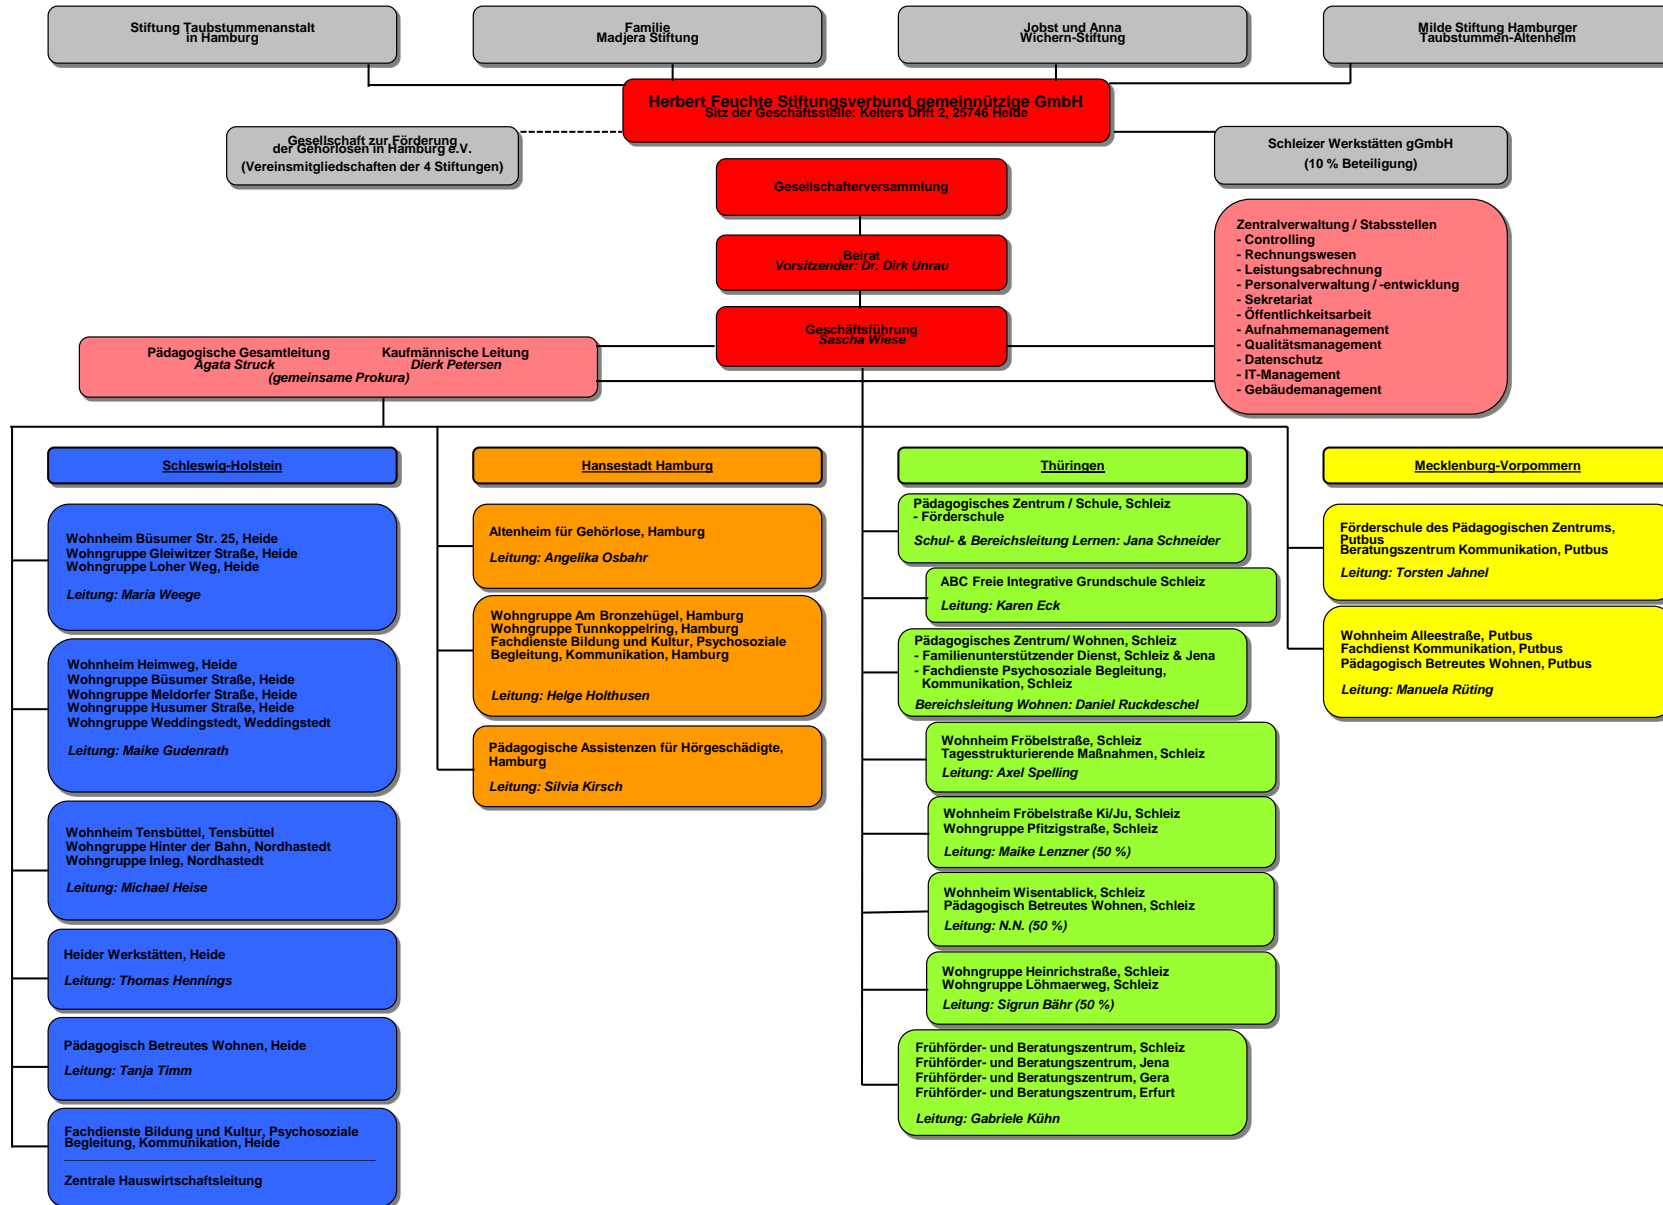 Stiftung Taubstummenanstalt
in Hamburg
Familie
Madjera Stiftung
Jobst und Anna
Wichern-Stiftung
Milde Stiftung Hamburger
Taubstummen-Altenheim
Herbert Feuchte Stiftungsverbund gemeinnützige GmbH
Sitz der Geschäftsstelle: Kelters Drift 2, 25746 Heide
Gesellschaft zur Förderung
der Gehörlosen in Hamburg e.V.
(Vereinsmitgliedschaften der 4 Stiftungen)
Schleizer Werkstätten gGmbH
(10 % Beteiligung)
Gesellschafterversammlung
Beirat
Vorsitzender: Dr. Dirk Unrau
Geschäftsführung
Sascha Wiese
Zentralverwaltung / Stabsstellen
- Controlling
- Rechnungswesen
- Leistungsabrechnung
- Personalverwaltung / -entwicklung
- Sekretariat
- Öffentlichkeitsarbeit
- Aufnahmemanagement
- Qualitätsmanagement
- Datenschutz
- IT-Management
- Gebäudemanagement
Pädagogische Gesamtleitung Kaufmännische Leitung
Agata Struck Dierk Petersen
(gemeinsame Prokura)
Schleswig-Holstein
Wohnheim Büsumer Str. 25, Heide
Wohngruppe Gleiwitzer Straße, Heide
Wohngruppe Loher Weg, Heide
Leitung: Maria Weege
Wohnheim Heimweg, Heide
Wohngruppe Büsumer Straße, Heide
Wohngruppe Meldorfer Straße, Heide
Wohngruppe Husumer Straße, Heide
Wohngruppe Weddingstedt, Weddingstedt
Leitung: Maike Gudenrath
Wohnheim Tensbüttel, Tensbüttel
Wohngruppe Hinter der Bahn, Nordhastedt
Wohngruppe Inleg, Nordhastedt
Leitung: Michael Heise
Heider Werkstätten, Heide
Leitung: Thomas Hennings
Pädagogisch Betreutes Wohnen, Heide
Leitung: Tanja Timm
Fachdienste Bildung und Kultur, Psychosoziale
Begleitung, Kommunikation, Heide
Zentrale Hauswirtschaftsleitung
Hansestadt Hamburg
Altenheim für Gehörlose, Hamburg
Leitung: Angelika Osbahr
Wohngruppe Am Bronzehügel, Hamburg
Wohngruppe Tunnkoppelring, Hamburg
Fachdienste Bildung und Kultur, Psychosoziale
Begleitung, Kommunikation, Hamburg
Leitung: Helge Holthusen
Pädagogische Assistenzen für Hörgeschädigte,
Hamburg
Leitung: Silvia Kirsch
Thüringen
Pädagogisches Zentrum / Schule, Schleiz
- Förderschule
Schul- & Bereichsleitung Lernen: Jana Schneider
ABC Freie Integrative Grundschule Schleiz
Leitung: Karen Eck
Pädagogisches Zentrum/ Wohnen, Schleiz
- Familienunterstützender Dienst, Schleiz & Jena
- Fachdienste Psychosoziale Begleitung,
Kommunikation, Schleiz
Bereichsleitung Wohnen: Daniel Ruckdeschel
Wohnheim Fröbelstraße, Schleiz
Tagesstrukturierende Maßnahmen, Schleiz
Leitung: Axel Spelling
Wohnheim Fröbelstraße Ki/Ju, Schleiz
Wohngruppe Pfitzigstraße, Schleiz
Leitung: Maike Lenzner (50 %)
Wohnheim Wisentablick, Schleiz
Pädagogisch Betreutes Wohnen, Schleiz
Leitung: N.N. (50 %)
Wohngruppe Heinrichstraße, Schleiz
Wohngruppe Löhmaerweg, Schleiz
Leitung: Sigrun Bähr (50 %)
Frühförder- und Beratungszentrum, Schleiz
Frühförder- und Beratungszentrum, Jena
Frühförder- und Beratungszentrum, Gera
Frühförder- und Beratungszentrum, Erfurt
Leitung: Gabriele Kühn
Mecklenburg-Vorpommern
Förderschule des Pädagogischen Zentrums,
Putbus
Beratungszentrum Kommunikation, Putbus
Leitung: Torsten Jahnel
Wohnheim Alleestraße, Putbus
Fachdienst Kommunikation, Putbus
Pädagogisch Betreutes Wohnen, Putbus
Leitung: Manuela Rüting